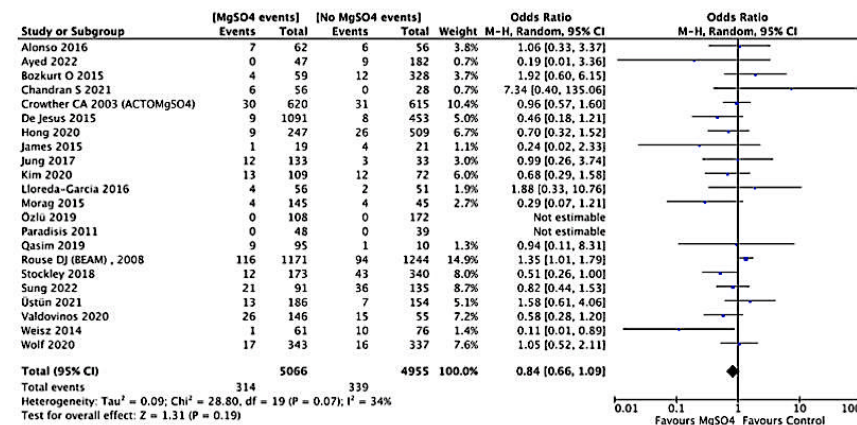 [MgSO4 events] [No MgSO4 events] Odds Ratio Odds Ratio
Study or Subgroup Events Total Events Total Weight M-H, Random, 95% CI M-H, Random, 95% CI
Alonso 2016 7 62 6 56 3.8% 1.06 [0.33, 3.37]
Ayed 2022 0 47 9 182 0.7% 0.19 [0.01, 3.36]
Bozkurt O 2015 4 59 12 328 3.7% 1.92 [0.60, 6.15]
Chandran S 2021 6 56 0 28 0.7% 7.34 [0.40, 135.06]
Crowther CA 2003 (ACTOMgSO4) 30 620 31 615 10.4% 0.96 [0.57, 1.60]
De Jesus 2015 9 1091 8 453 5.0% 0.46 [0.18, 1.21]
Hong 2020 9 247 26 509 6.7% 0.70 [0.32, 1.52]
James 2015 1 19 4 21 1.1% 0.24 [0.02, 2.33]
Jung 2017 12 133 3 33 3.0% 0.99 [0.26, 3.74]
Kim 2020 13 109 12 72 6.0% 0.68 [0.29, 1.58]
Lloreda-Garcia 2016 4 56 2 51 1.9% 1.88 [0.33, 10.76]
Morag 2015 4 145 4 45 2.7% 0.29 [0.07, 1.21]
Özlü 2019 0 108 0 172 Not estimable
Paradisis 2011 0 48 0 39 Not estimable
Qasim 2019 9 95 1 10 1.3% 0.94 [0.11, 8.31]
Rouse DJ (BEAM) , 2008 116 1171 94 1244 14.9% 1.35 [1.01, 1.79]
Stockley 2018 12 173 43 340 8.0% 0.51 [0.26, 1.00]
Sung 2022 21 91 36 135 8.5% 0.82 [0.44, 1.53]
Üstün 2021 13 186 7 154 5.1% 1.58 [0.61, 4.06]
Valdovinos 2020 26 146 15 55 7.2% 0.58 [0.28, 1.20]
Weisz 2014 1 61 10 76 1.4% 0.11 [0.01, 0.89]
Wolf 2020 17 343 16 337 7.6% 1.05 [0.52, 2.11]
Total (95% CI) 5066 4955 100.0% 0.84 [0.66, 1.09]
Total events 314 339
Heterogeneity: Tau² = 0.09; Chi² = 28.80, df = 19 (P = 0.07); I² = 34%
Test for overall effect: Z = 1.31 (P = 0.19)
0.01 0.1 1 10 100
Favours MgSO4 Favours Control